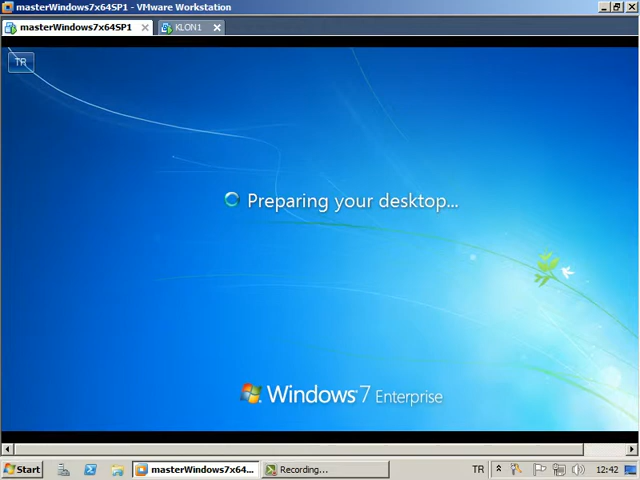 masterWindows7x64SP1 - VMware Workstation
masterWindows7x64SP1
KLON1
TR
Preparing your desktop...
Windows 7 Enterprise
Start
masterWindows7x64...
Recording...
TR
12:42